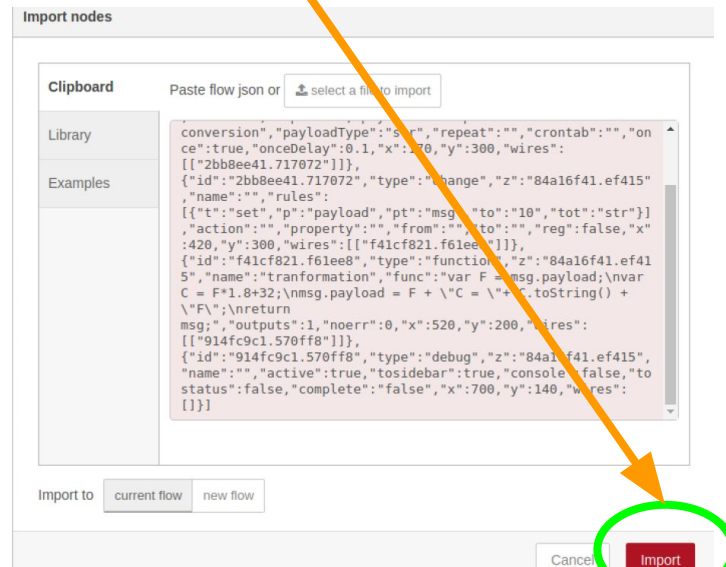 Import nodes
Clipboard
Paste flow json or select a file to import
Library
Examples
conversion","payloadType":"str","repeat":"","crontab":"","on
ce":true,"onceDelay":0.1,"x":170,"y":300,"wires":
[["2bb8ee41.717072"]]},
{"id":"2bb8ee41.717072","type":"change","z":"84a16f41.ef415"
,"name":"","rules":
[{"t":"set","p":"payload","pt":"msg","to":"10","tot":"str"}]
,"action":"","property":"","from":"","to":"","reg":false,"x"
:420,"y":300,"wires":[["f41cf821.f61ee8"]]},
{"id":"f41cf821.f61ee8","type":"function","z":"84a16f41.ef41
5","name":"tranformation","func":"var F = msg.payload;\nvar
C = F*1.8+32;\nmsg.payload = F + \"C = \"+ C.toString() +
\"F\";\nreturn
msg;","outputs":1,"noerr":0,"x":520,"y":200,"wires":
[["914fc9c1.570ff8"]]},
{"id":"914fc9c1.570ff8","type":"debug","z":"84a16f41.ef415",
"name":"","active":true,"tosidebar":true,"console":false,"to
status":false,"complete":"false","x":700,"y":140,"wires":
[]}]
Import to current flow new flow
Cancel Import